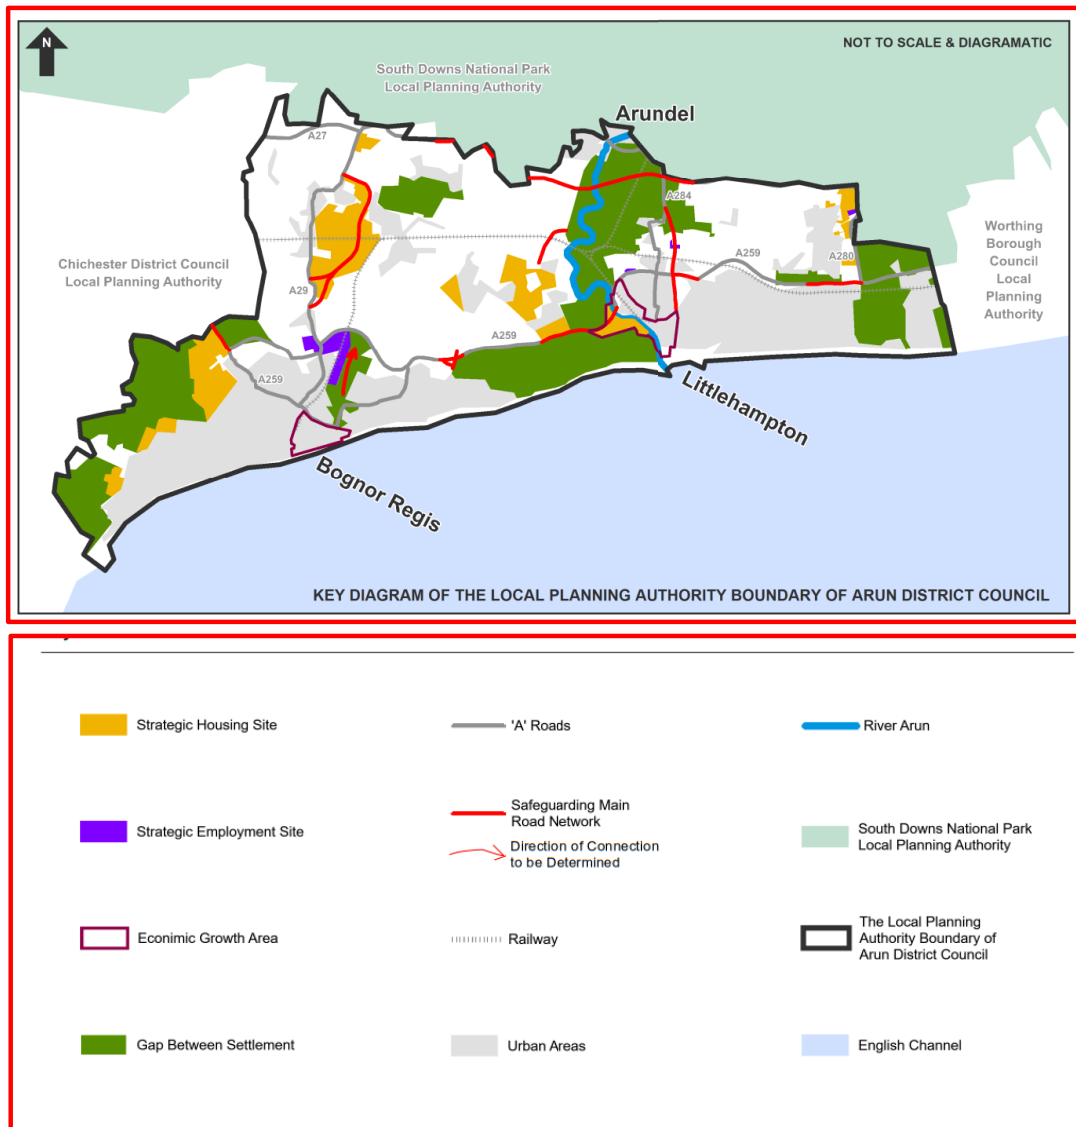 N
NOT TO SCALE & DIAGRAMATIC
South Downs National Park
Local Planning Authority
Arundel
A27
A284
Worthing
Borough
Council
Local
Planning
Authority
Chichester District Council
Local Planning Authority
A259
A280
A29
A259
A259
Littlehampton
Bognor Regis
KEY DIAGRAM OF THE LOCAL PLANNING AUTHORITY BOUNDARY OF ARUN DISTRICT COUNCIL
Strategic Housing Site
'A' Roads
River Arun
Strategic Employment Site
Safeguarding Main
Road Network
Direction of Connection
to be Determined
South Downs National Park
Local Planning Authority
Econimic Growth Area
Railway
The Local Planning
Authority Boundary of
Arun District Council
Gap Between Settlement
Urban Areas
English Channel